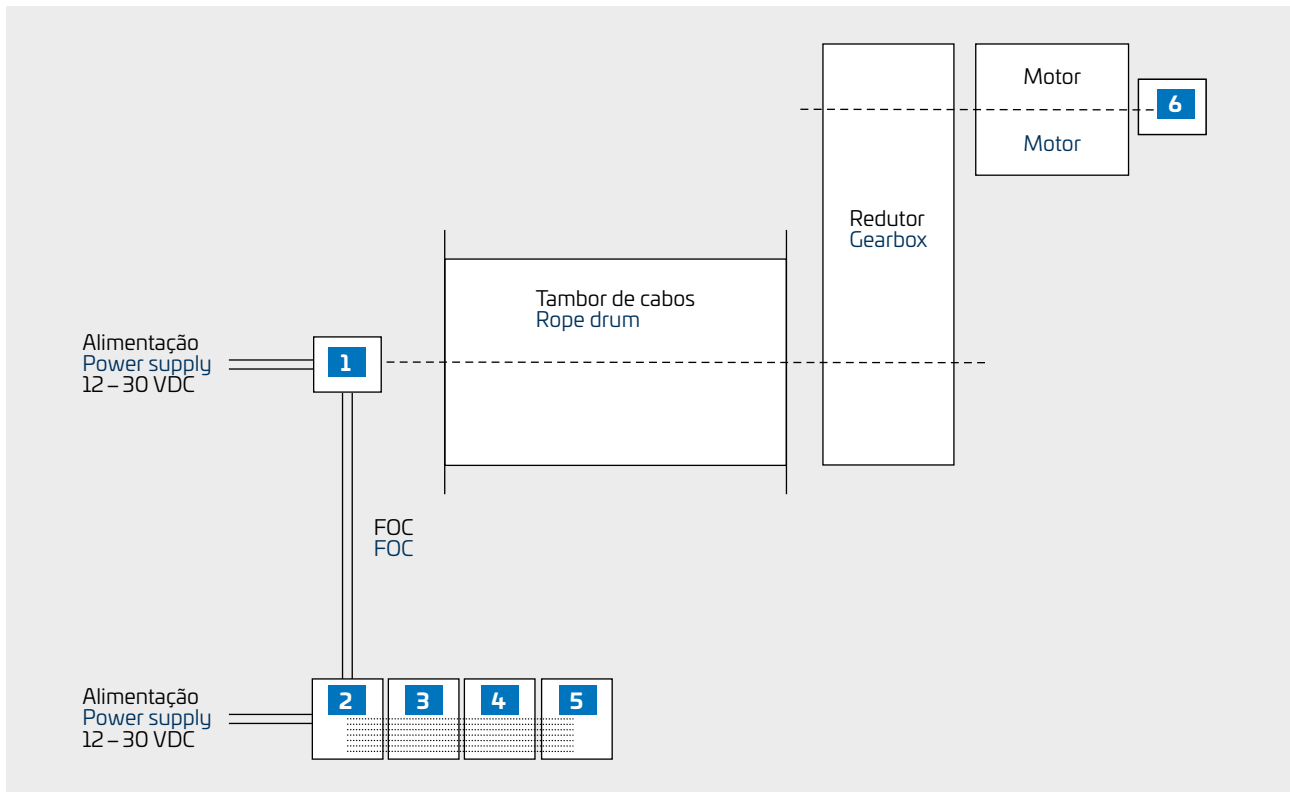 Motor
6
Motor
Redutor
Gearbox
Tambor de cabos
Rope drum
Alimentação
Power supply
12 – 30 VDC
1
FOC
FOC
Alimentação
Power supply
12 – 30 VDC
2
3
4
5